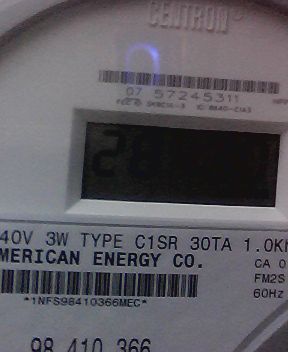 CENTRON
07 57245311
40V 3W TYPE C1SR 30TA 1.0Kh
MERICAN ENERGY CO.
CA 0
FM2S
60Hz
*1NFS98410366MEC*
98 410 366